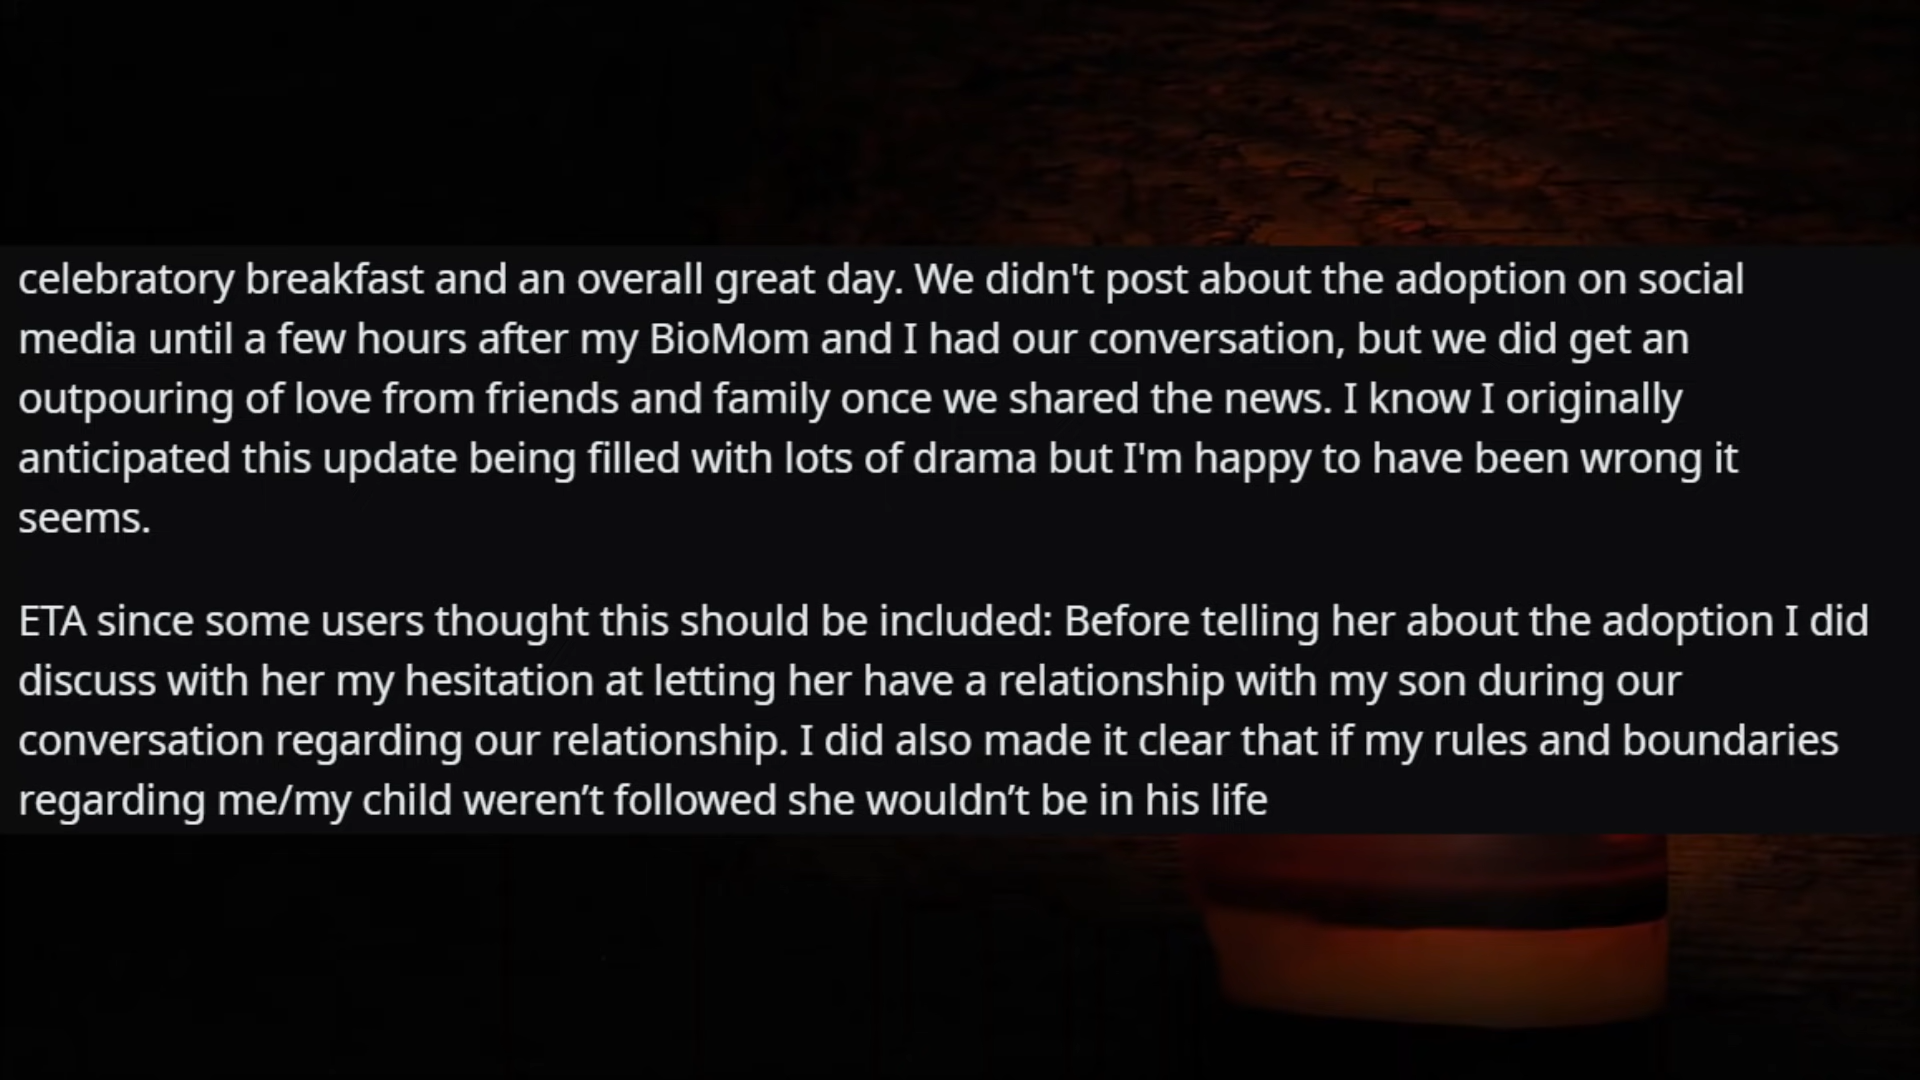 celebratory breakfast and an overall great day. We didn't post about the adoption on social
media until a few hours after my BioMom and I had our conversation, but we did get an
outpouring of love from friends and family once we shared the news. I know I originally
anticipated this update being filled with lots of drama but I'm happy to have been wrong it
seems.
ETA since some users thought this should be included: Before telling her about the adoption I did
discuss with her my hesitation at letting her have a relationship with my son during our
conversation regarding our relationship. I did also made it clear that if my rules and boundaries
regarding me/my child weren’t followed she wouldn’t be in his life